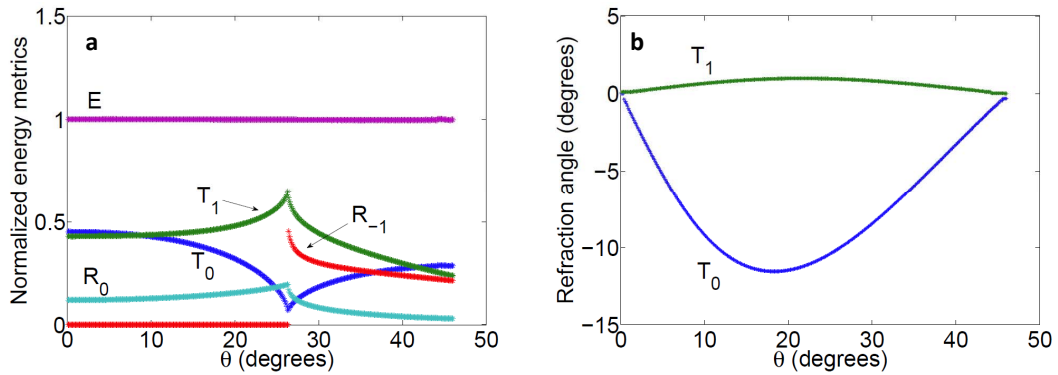 a
Normalized energy metrics
1.5
1
0.5
0
E
T1
R−1
T0
R0
0 10 20 30 40 50
θ (degrees)
b
Refraction angle (degrees)
5
0
−5
−10
−15
T1
T0
0 10 20 30 40 50
θ (degrees)